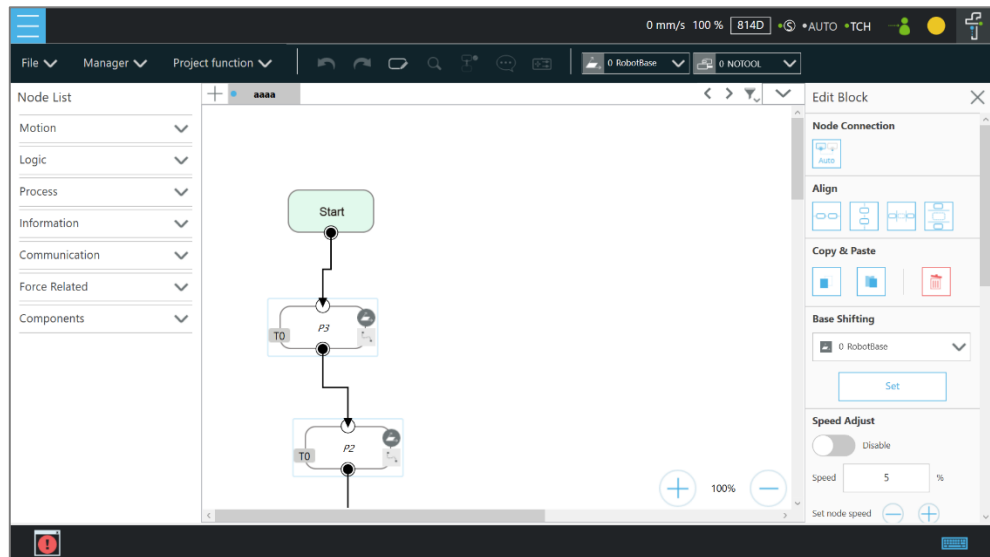 0 mm/s 100 % 814D •Ⓢ •AUTO •TCH
File Manager Project function 0 RobotBase 0 NOTOOL
Node List
aaaa
Edit Block
Motion
Logic
Process
Information
Communication
Force Related
Components
Start
P3
T0
P2
T0
100%
Node Connection
Auto
Align
Copy & Paste
Base Shifting
0 RobotBase
Set
Speed Adjust
Disable
Speed 5 %
Set node speed